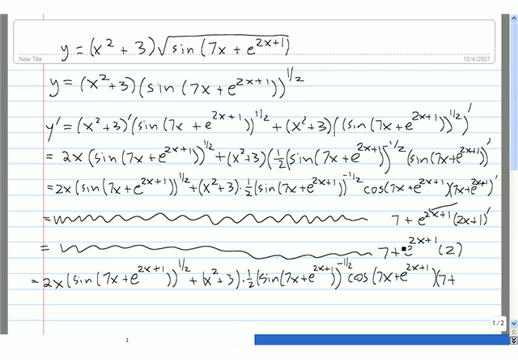 y = (x² + 3)√(sin (7x + e^(2x+1)))
Note Title
10/4/2007
y = (x²+3)(sin (7x + e^(2x+1)))^(1/2)
y' = (x²+3)'(sin(7x + e^(2x+1)))^(1/2) + (x²+3)((sin(7x+e^(2x+1)))^(1/2))'
= 2x(sin(7x+e^(2x+1)))^(1/2) + (x²+3)(1/2(sin(7x+e^(2x+1)))^(-1/2)(sin(7x+e^(2x+1)))'
= 2x(sin(7x+e^(2x+1)))^(1/2) + (x²+3)·1/2(sin(7x+e^(2x+1)))^(-1/2) cos(7x+e^(2x+1))(7x+e^(2x+1))'
= 7 + e^(2x+1)(2x+1)'
= 7 + e^(2x+1)(2)
= 2x(sin(7x+e^(2x+1)))^(1/2) + (x²+3)·1/2(sin(7x+e^(2x+1)))^(-1/2) cos(7x+e^(2x+1))(7+
1/2
1